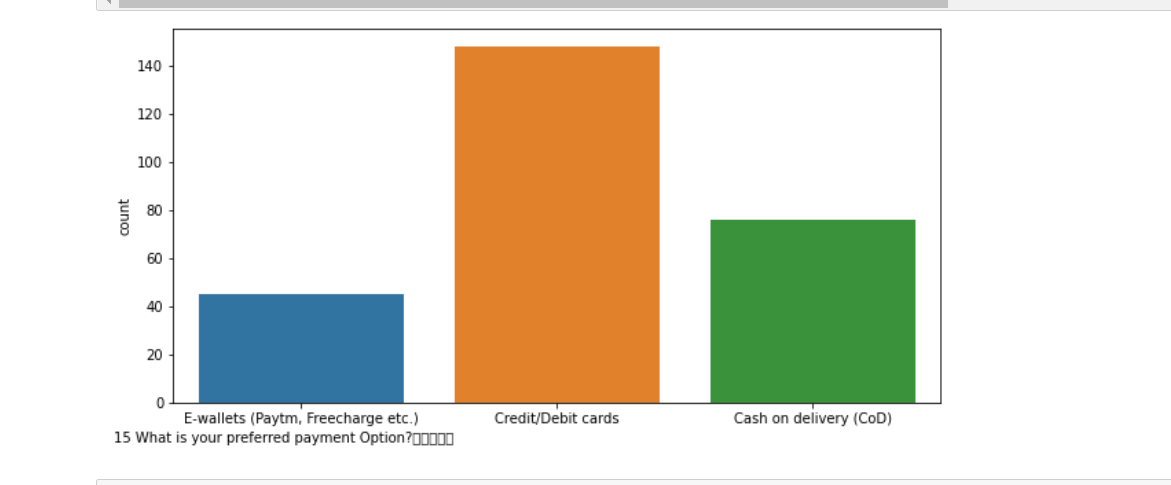 140
120
100
80
60
40
20
0
count
E-wallets (Paytm, Freecharge etc.) Credit/Debit cards Cash on delivery (CoD)
15 What is your preferred payment Option?▯▯▯▯▯